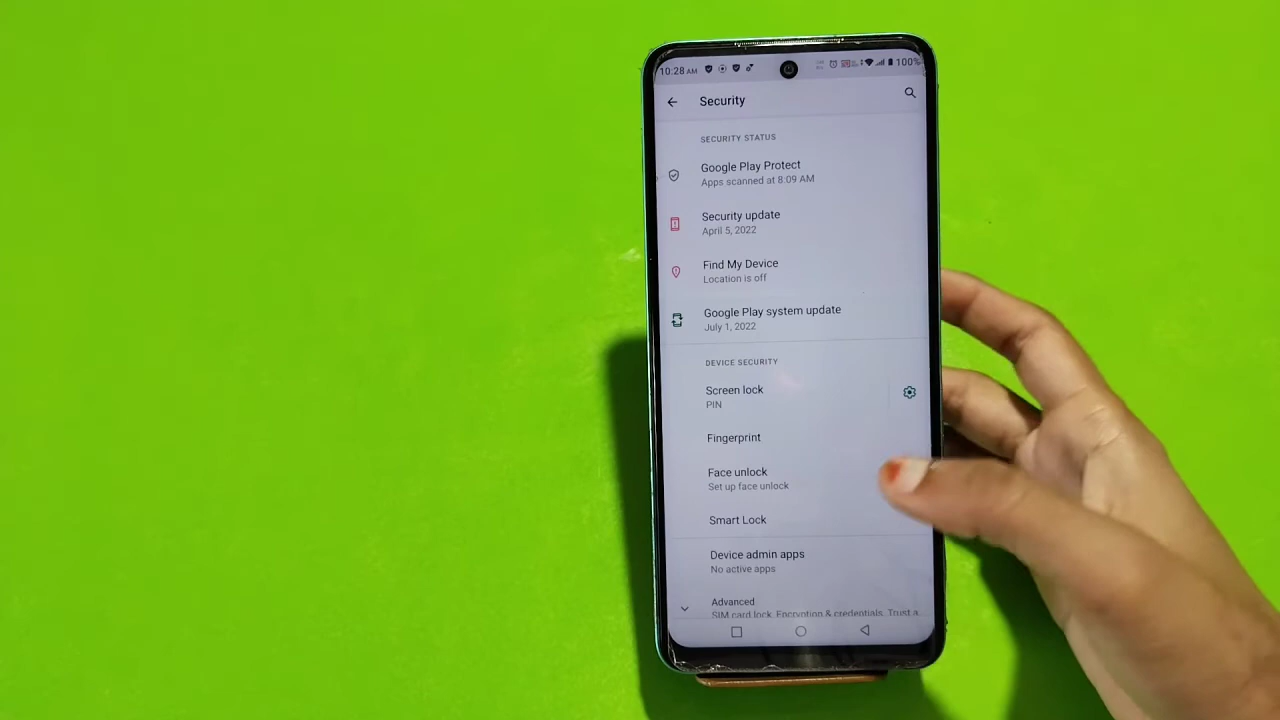 10:28 AM
100%
Security
SECURITY STATUS
Google Play Protect
Apps scanned at 8:09 AM
Security update
April 5, 2022
Find My Device
Location is off
Google Play system update
July 1, 2022
DEVICE SECURITY
Screen lock
PIN
Fingerprint
Face unlock
Set up face unlock
Smart Lock
Device admin apps
No active apps
Advanced
SIM card lock, Encryption & credentials, Trust a